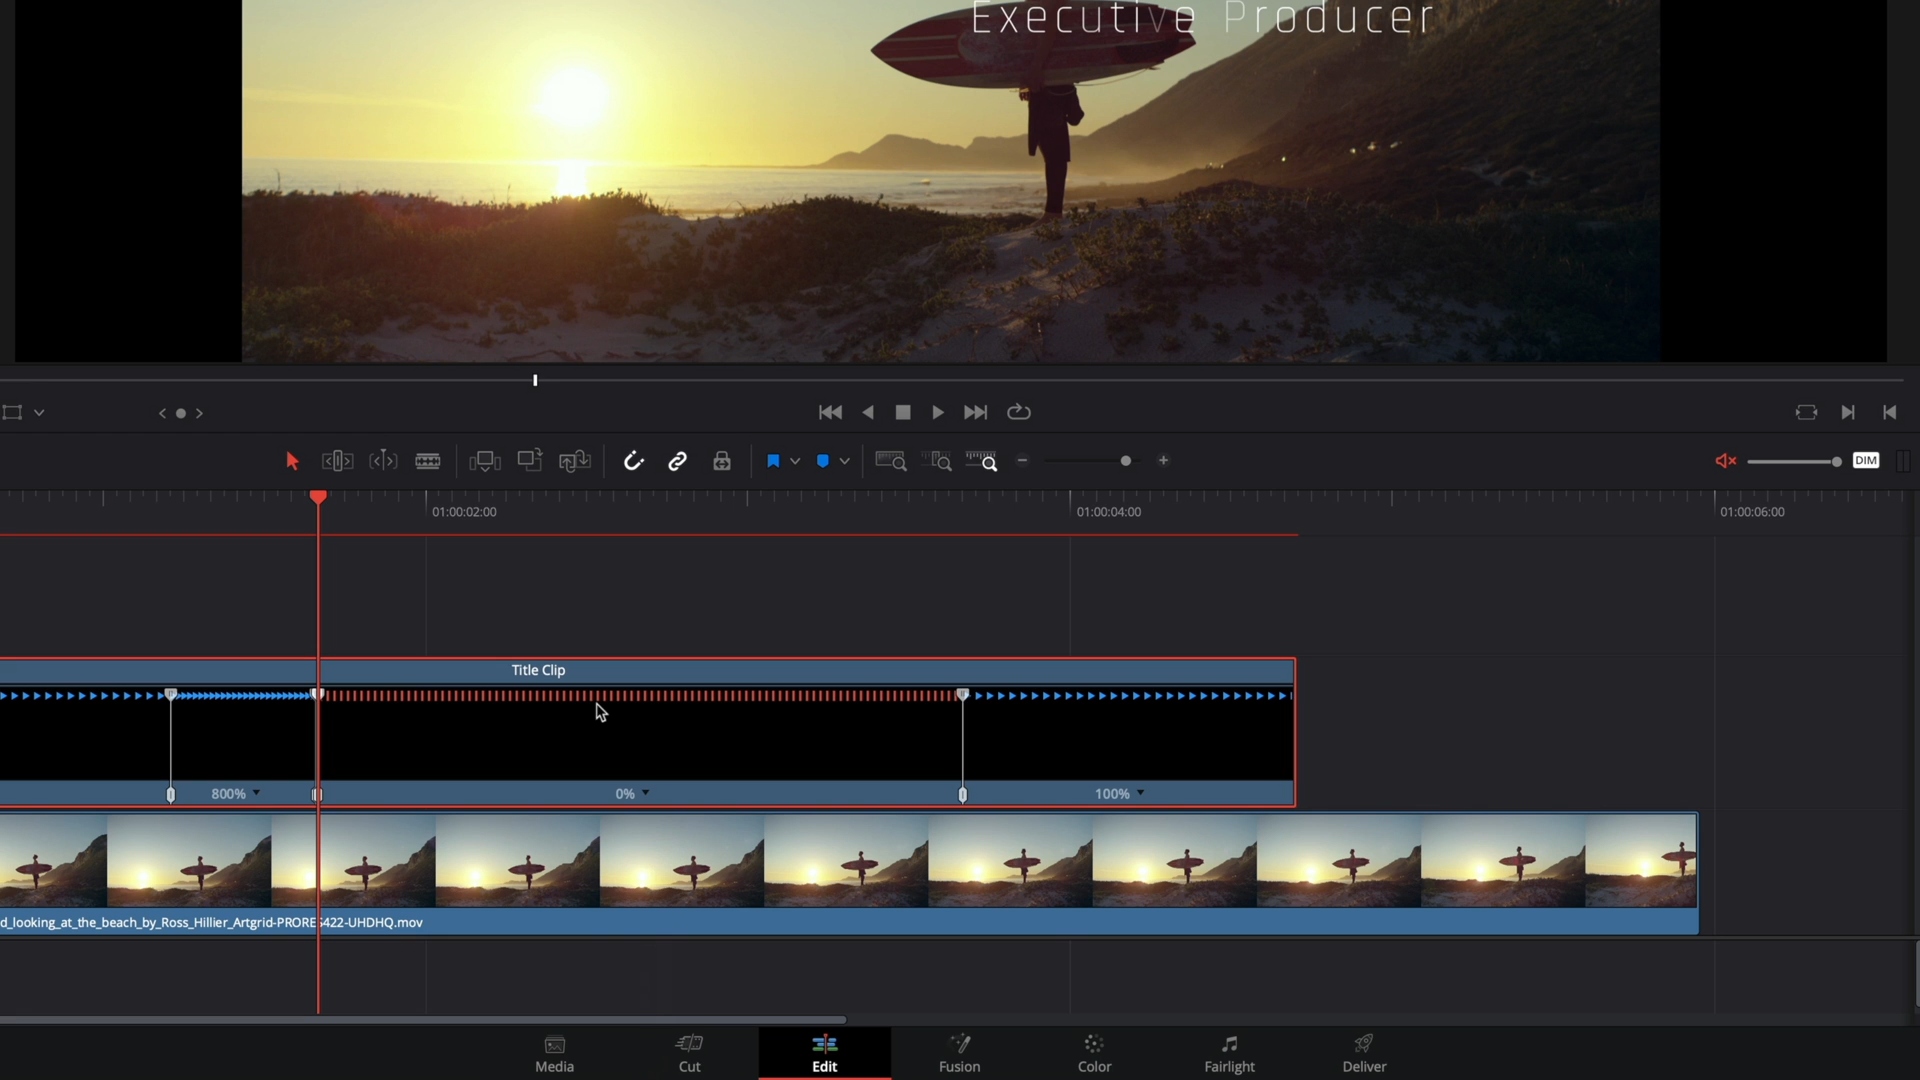 Executive Producer
DIM
01:00:02:00
01:00:04:00
01:00:06:00
Title Clip
800%
0%
100%
d_looking_at_the_beach_by_Ross_Hillier_Artgrid-PRORES422-UHDHQ.mov
Media
Cut
Edit
Fusion
Color
Fairlight
Deliver